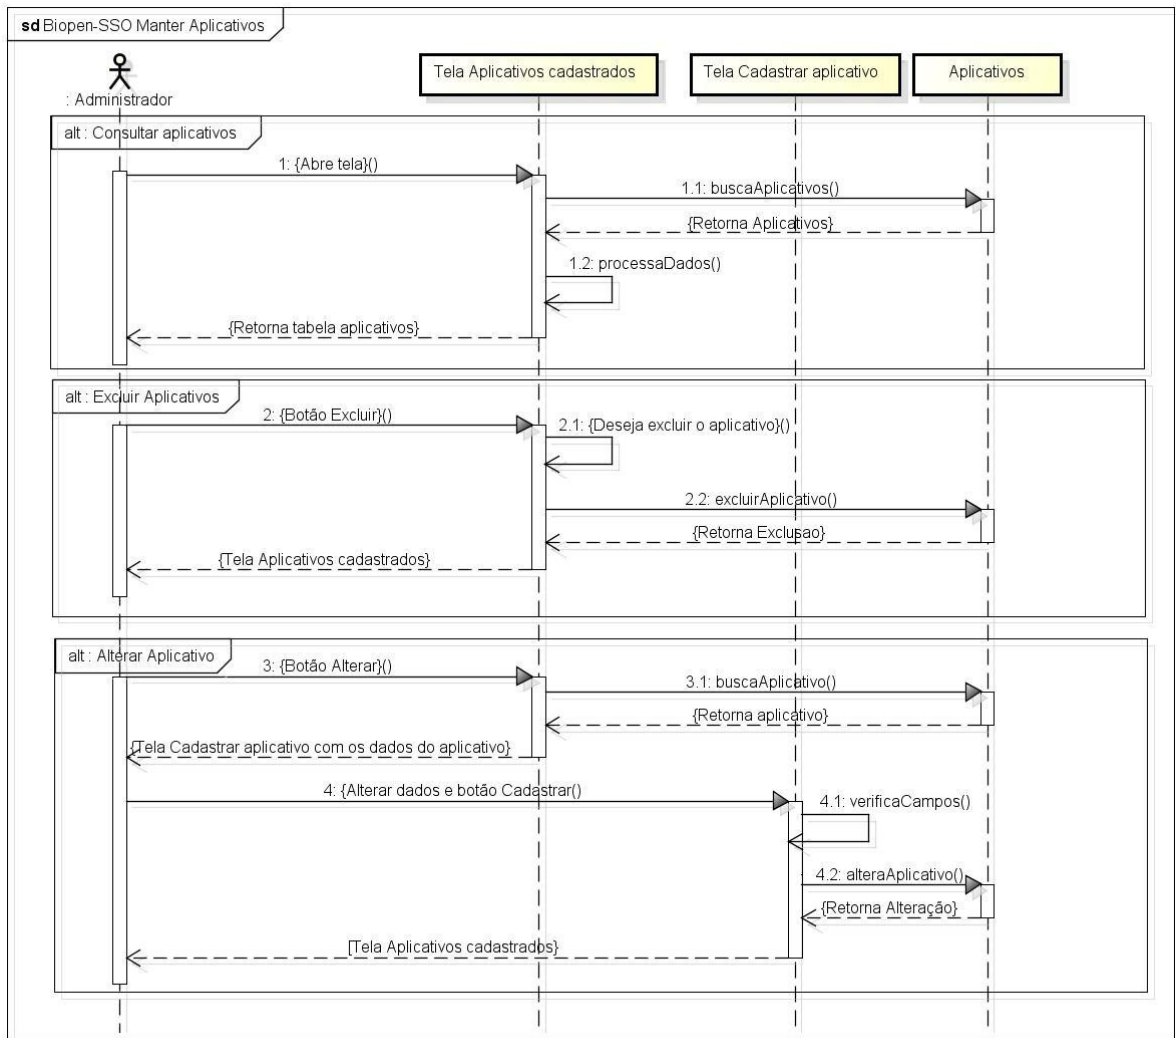 sd Biopen-SSO Manter Aplicativos
: Administrador
Tela Aplicativos cadastrados
Tela Cadastrar aplicativo
Aplicativos
alt : Consultar aplicativos
1: {Abre tela}()
1.1: buscaAplicativos()
{Retorna Aplicativos}
1.2: processaDados()
{Retorna tabela aplicativos}
alt : Excluir Aplicativos
2: {Botão Excluir}()
2.1: {Deseja excluir o aplicativo}()
2.2: excluirAplicativo()
{Retorna Exclusao}
{Tela Aplicativos cadastrados}
alt : Alterar Aplicativo
3: {Botão Alterar}()
3.1: buscaAplicativo()
{Retorna aplicativo}
{Tela Cadastrar aplicativo com os dados do aplicativo}
4: {Alterar dados e botão Cadastrar()
4.1: verificaCampos()
4.2: alteraAplicativo()
{Retorna Alteração}
[Tela Aplicativos cadastrados}